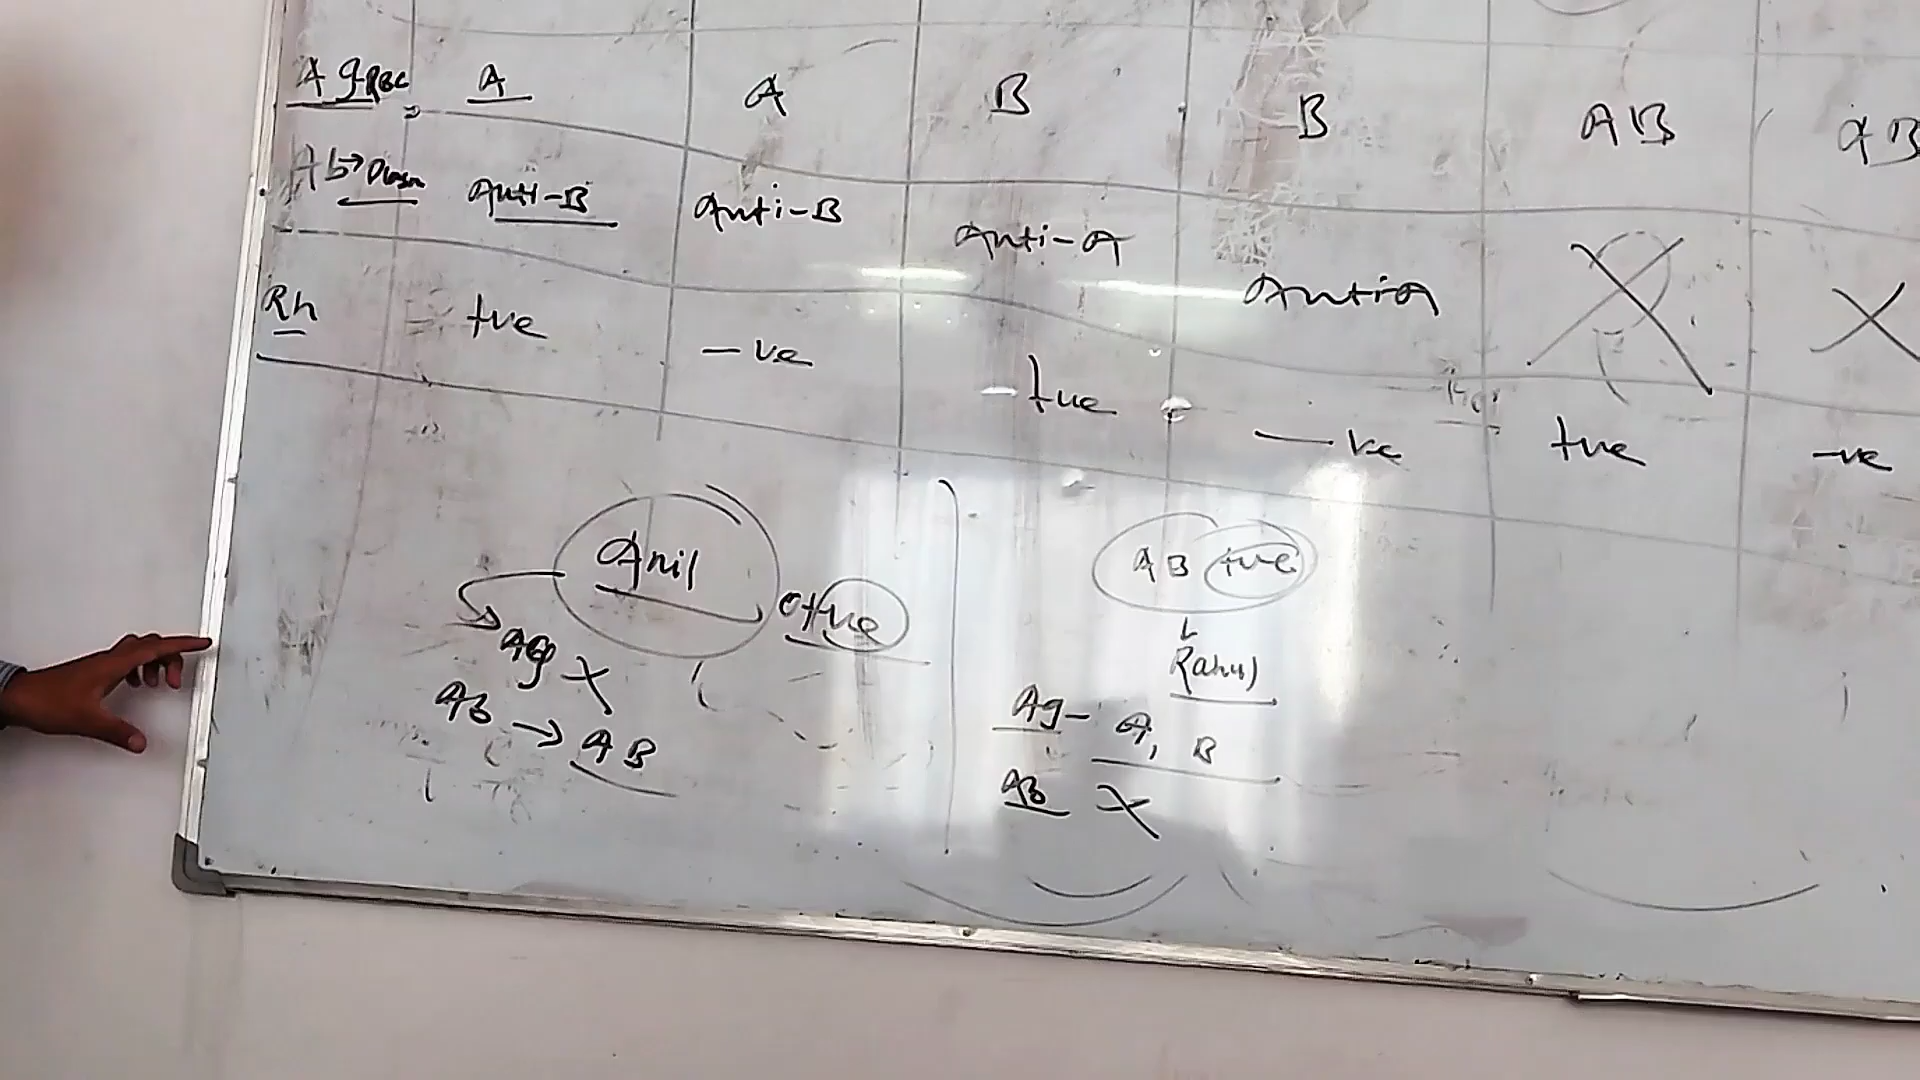 Ag RBC A A B B AB AB
Ab→Plasm Anti-B Anti-B Anti-A Anti A X X
Rh +ve -ve +ve -ve +ve -ve
Anil O+ve
Ag X
Ab → AB
AB +ve
Rahul
Ag - A, B
Ab X